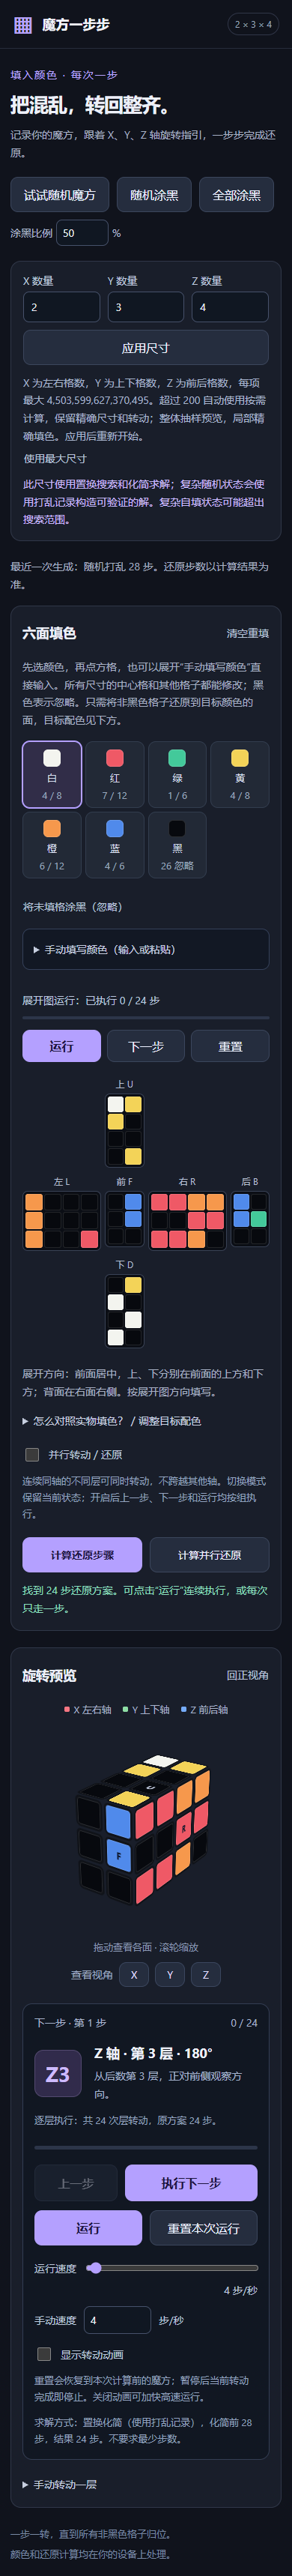 魔方一步步
2 × 3 × 4
填入颜色 · 每次一步
把混乱，转回整齐。
记录你的魔方，跟着 X、Y、Z 轴旋转指引，一步步完成还
原。
试试随机魔方 随机涂黑 全部涂黑
涂黑比例 50 %
X 数量 Y 数量 Z 数量
2 3 4
应用尺寸
X 为左右格数，Y 为上下格数，Z 为前后格数，每项
最大 4,503,599,627,370,495。超过 200 自动使用按需
计算，保留精确尺寸和转动；整体抽样预览，局部精
确填色。应用后重新开始。
使用最大尺寸
此尺寸使用置换搜索和化简求解；复杂随机状态会使
用打乱记录构造可验证的解。复杂自填状态可能超出
搜索范围。
最近一次生成：随机打乱 28 步。还原步数以计算结果为
准。
六面填色 清空重填
先选颜色，再点方格，也可以展开“手动填写颜色”直
接输入。所有尺寸的中心格和其他格子都能修改；黑
色表示忽略。只需将非黑色格子还原到目标颜色的
面，目标配色见下方。
白 红 绿 黄
4 / 8 7 / 12 1 / 6 4 / 8
橙 蓝 黑
6 / 12 4 / 6 26 忽略
将未填格涂黑（忽略）
▶ 手动填写颜色（输入或粘贴）
展开图运行：已执行 0 / 24 步
运行 下一步 重置
上 U
左 L 前 F 右 R 后 B
下 D
展开方向：前面居中，上、下分别在前面的上方和下
方；背面在右面右侧。按展开图方向填写。
▶ 怎么对照实物填色？ / 调整目标配色
并行转动 / 还原
连续同轴的不同层可同时转动，不跨越其他轴。切换模式
保留当前状态；开启后上一步、下一步和运行均按组执
行。
计算还原步骤 计算并行还原
找到 24 步还原方案。可点击“运行”连续执行，或每次
只走一步。
旋转预览 回正视角
X 左右轴 Y 上下轴 Z 前后轴
U
F
R
拖动查看各面 · 滚轮缩放
查看视角 X Y Z
下一步 · 第 1 步 0 / 24
Z3
Z 轴 · 第 3 层 · 180°
从后数第 3 层，正对前侧观察方
向。
逐层执行：共 24 次层转动，原方案 24 步。
上一步 执行下一步
运行 重置本次运行
运行速度
4 步/秒
手动速度 4 步/秒
显示转动动画
重置会恢复到本次计算前的魔方；暂停后当前转动
完成即停止。关闭动画可加快高速运行。
求解方式：置换化简（使用打乱记录），化简前 28
步，结果 24 步。不要求最少步数。
▶ 手动转动一层
一步一转，直到所有非黑色格子归位。
颜色和还原计算均在你的设备上处理。